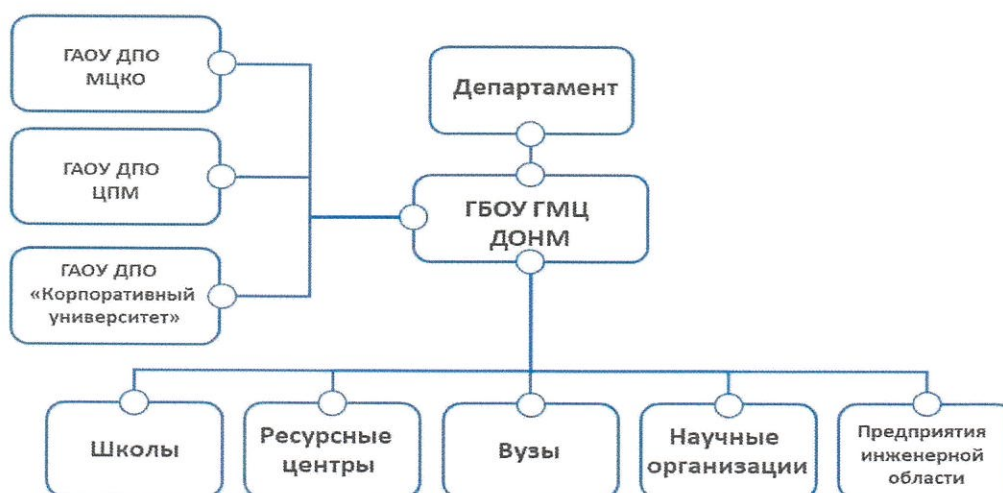 ГАОУ ДПО
МЦКО
Департамент
ГАОУ ДПО
ЦПМ
ГБОУ ГМЦ
ДОНМ
ГАОУ ДПО
«Корпоративный
университет»
Школы
Ресурсные
центры
Вузы
Научные
организации
Предприятия
инженерной
области